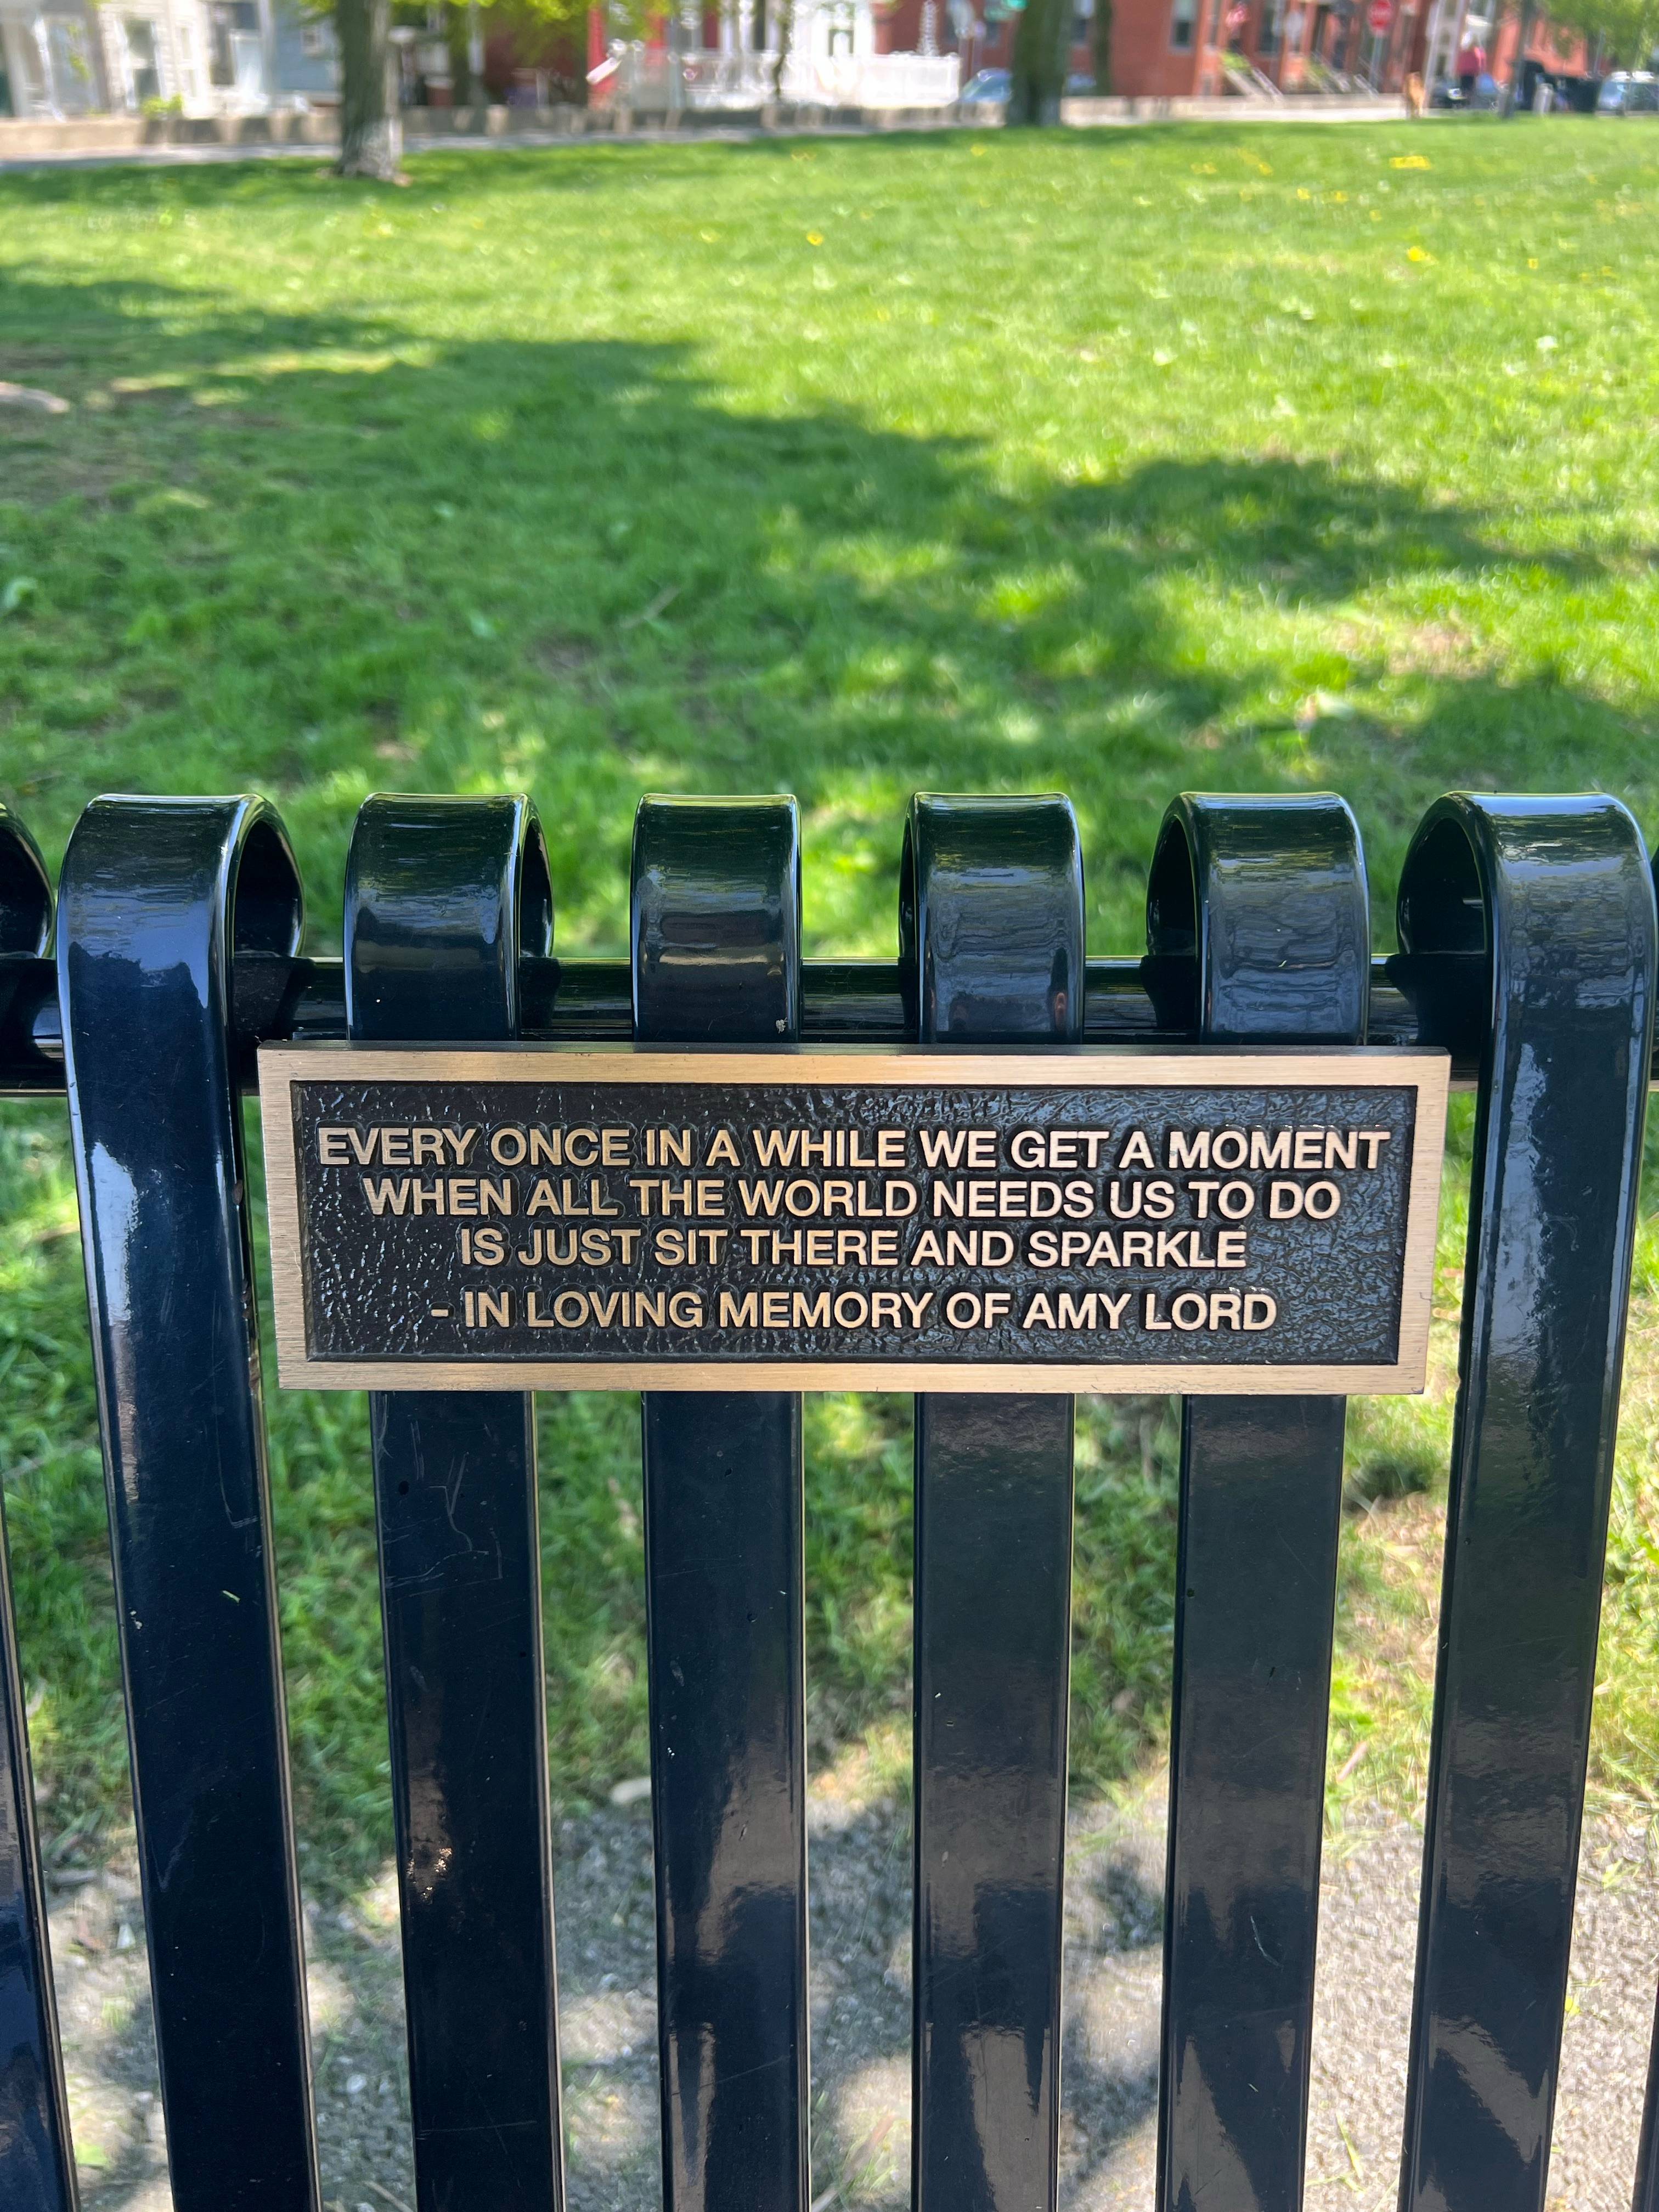 EVERY ONCE IN A WHILE WE GET A MOMENT
WHEN ALL THE WORLD NEEDS US TO DO
IS JUST SIT THERE AND SPARKLE
- IN LOVING MEMORY OF AMY LORD